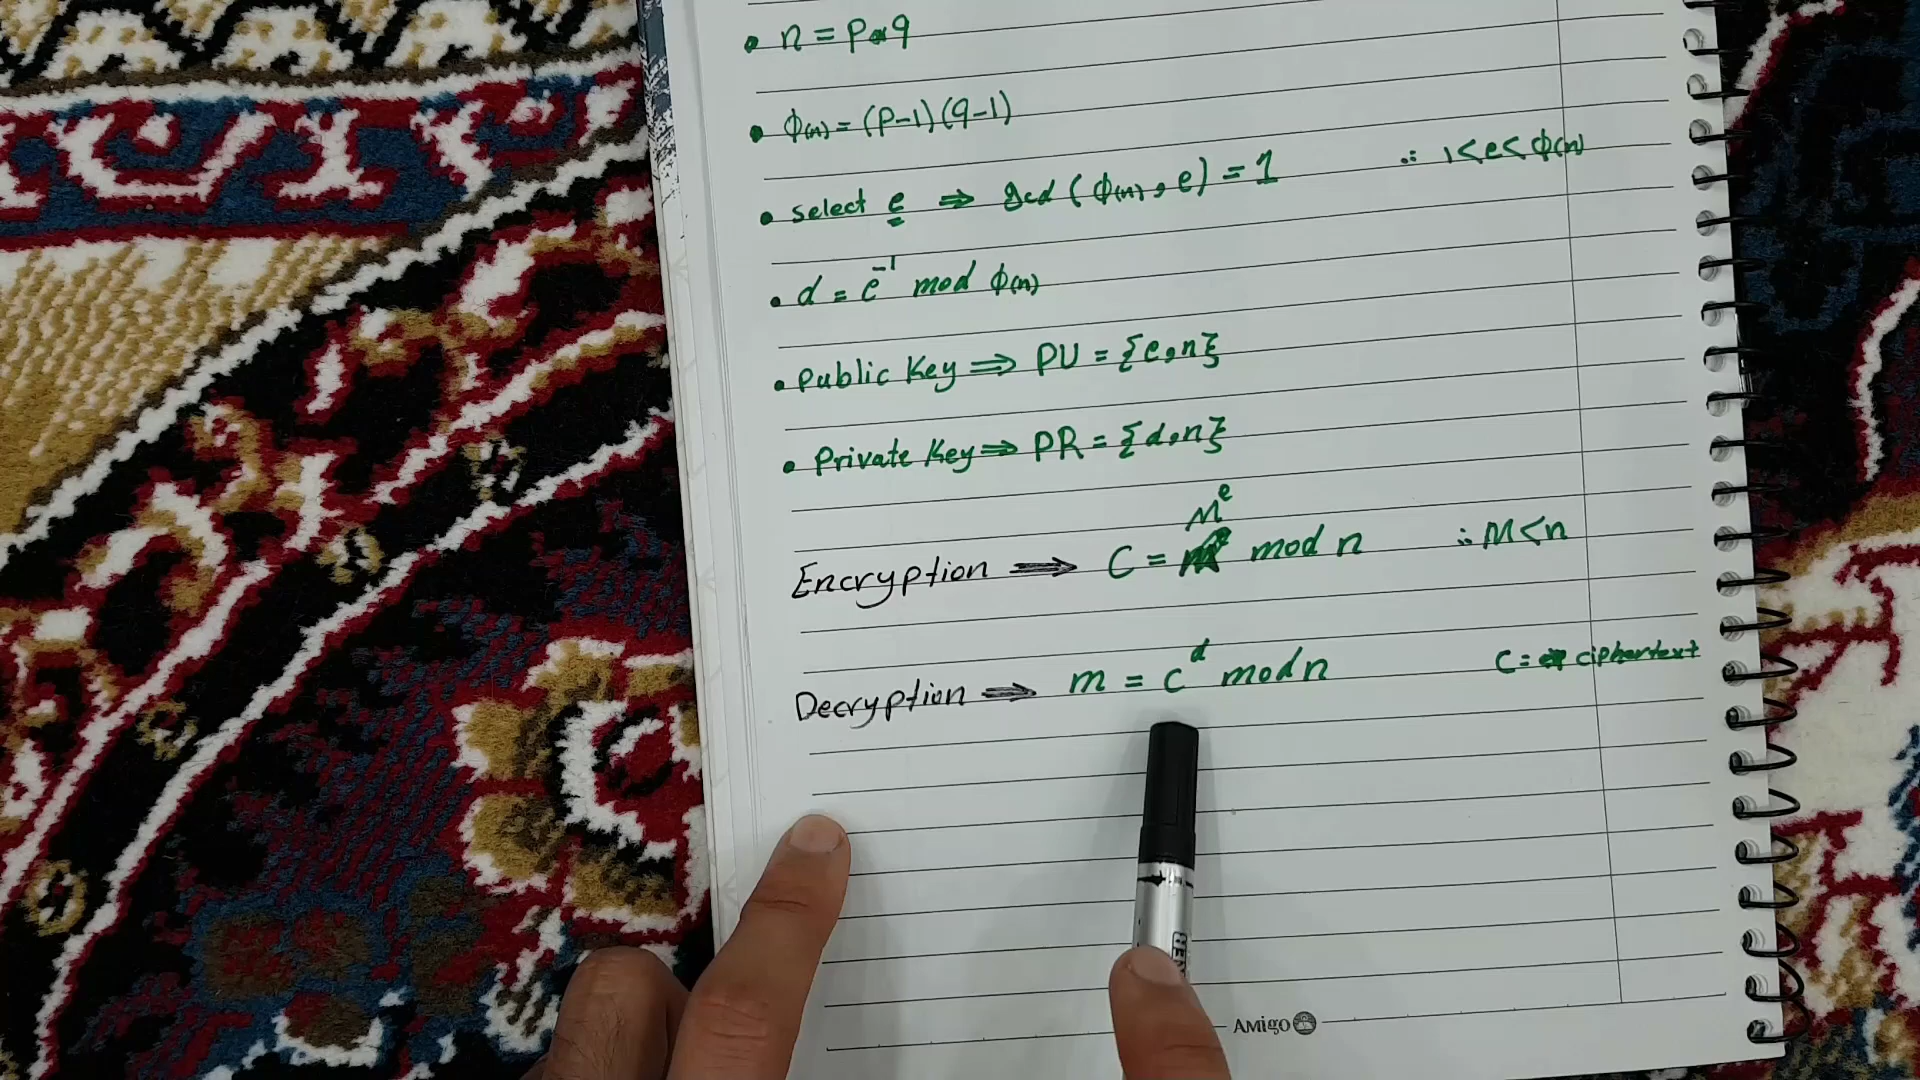 • n = p * q
• ϕ(n) = (P-1)(q-1)
• select e ⇒ gcd (ϕ(n), e) = 1 ∴ 1<e<ϕ(n)
• d = e⁻¹ mod ϕ(n)
• Public Key ⇒ PU = {e,n}
• Private Key ⇒ PR = {d,n}
Encryption ⇒ C = Mᵉ mod n ∴ M<n
Decryption ⇒ m = cᵈ mod n C = ciphertext
AMigo